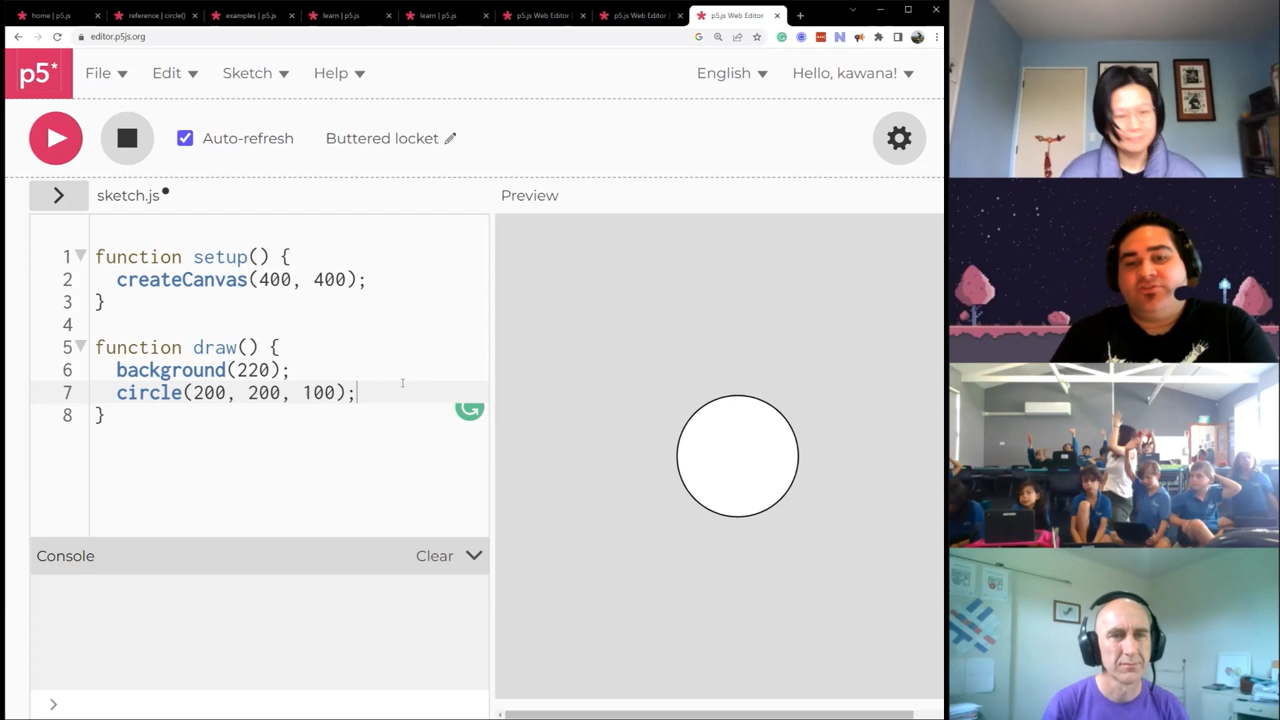 home | p5.js
reference | circle()
examples | p5.js
learn | p5.js
learn | p5.js
p5.js Web Editor
p5.js Web Editor
p5.js Web Editor
editor.p5js.org
p5*
File
Edit
Sketch
Help
English
Hello, kawana!
Auto-refresh
Buttered locket
sketch.js
Preview
1 function setup() {
2 createCanvas(400, 400);
3 }
4
5 function draw() {
6 background(220);
7 circle(200, 200, 100);
8 }
Console
Clear
>